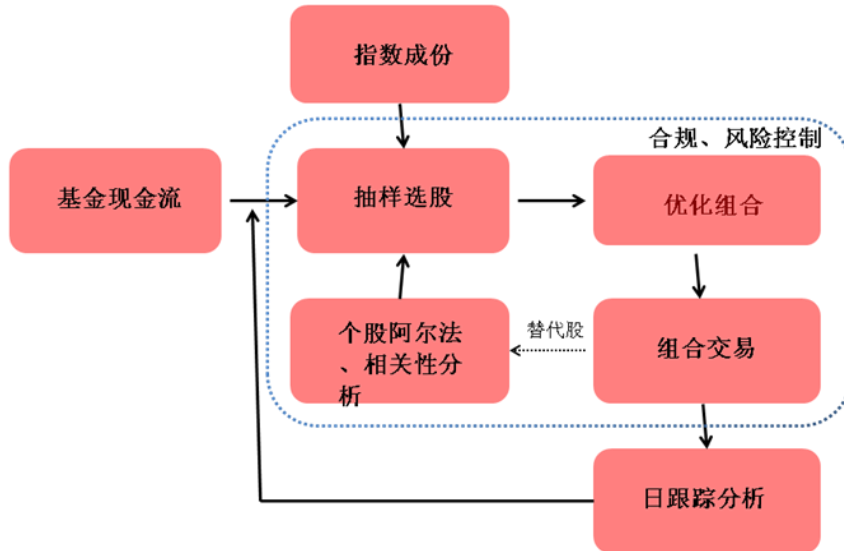 指数成份
合规、风险控制
基金现金流
抽样选股
优化组合
个股阿尔法
、相关性分
析
替代股
组合交易
日跟踪分析